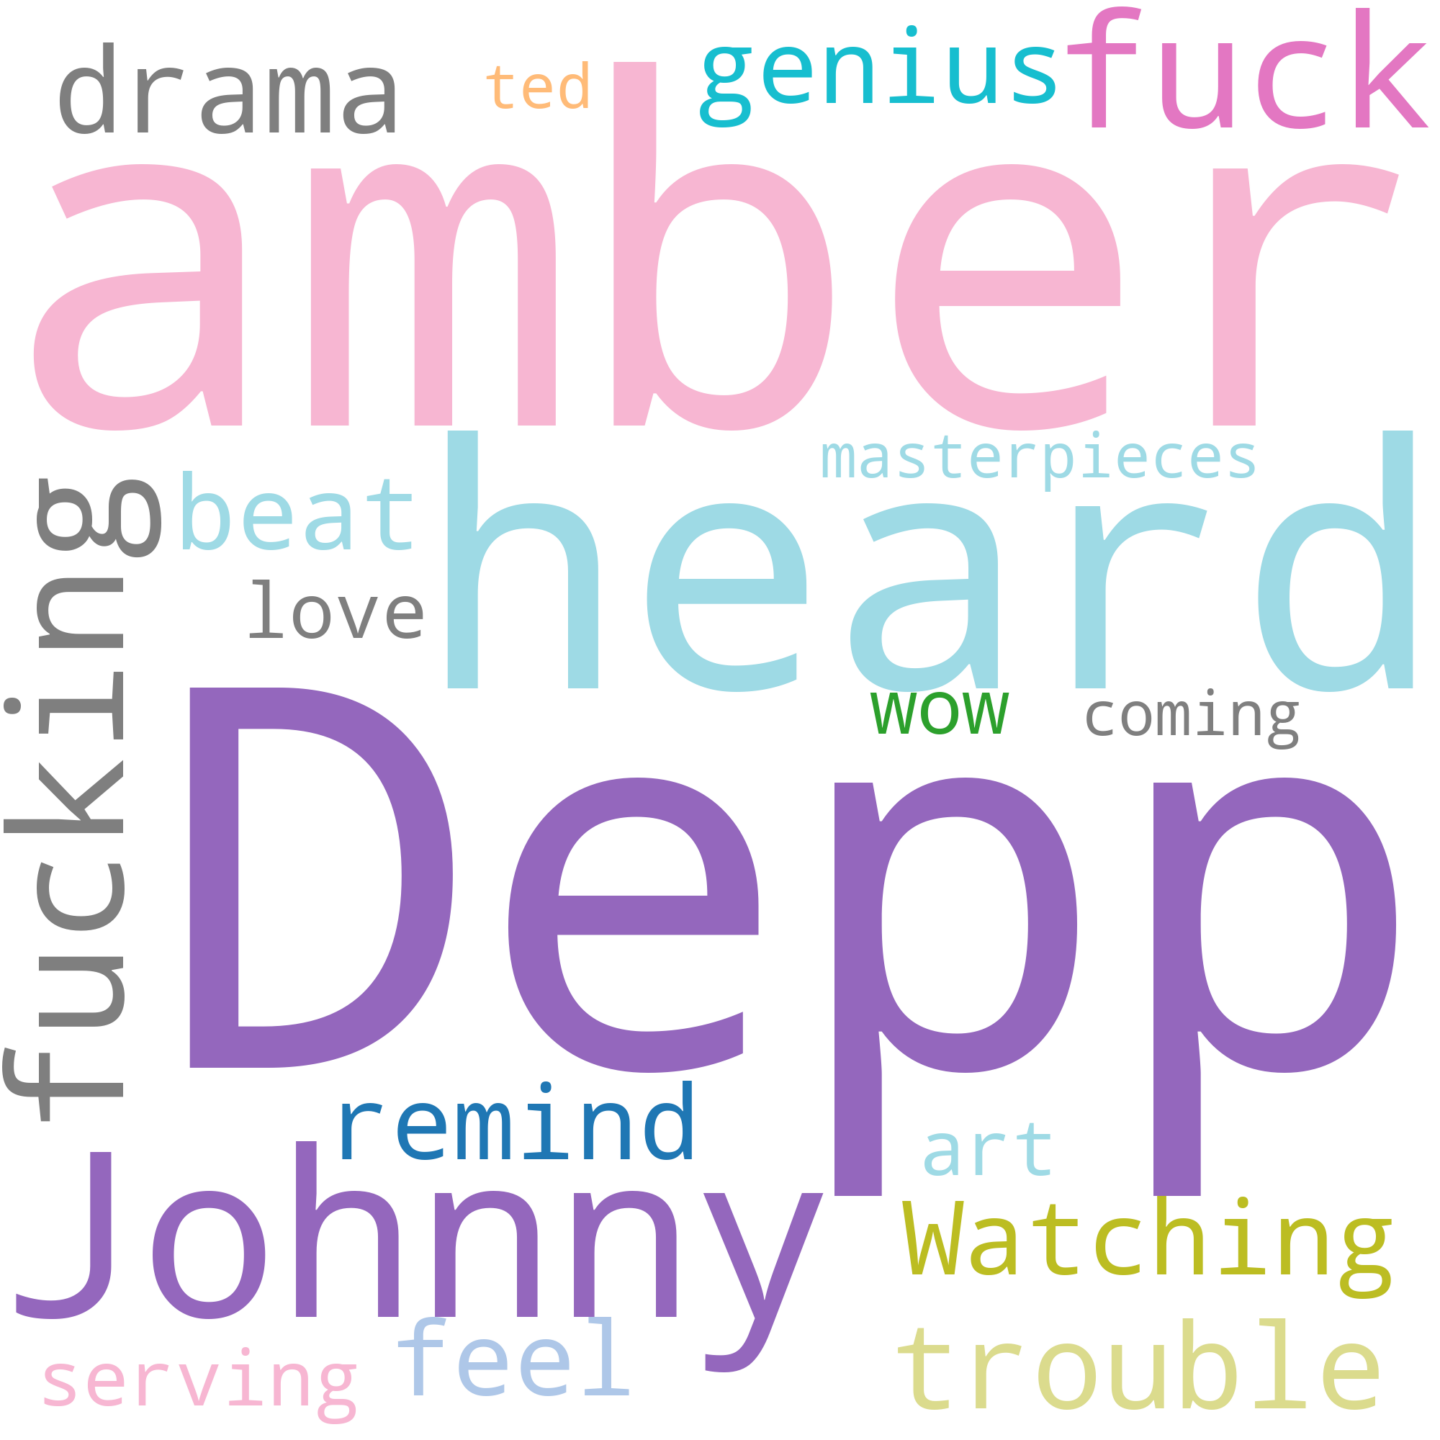 drama ted genius fuck
amber
masterpieces
beat heard
love
fucking
wow coming
Depp
remind
art
Johnny Watching
serving feel trouble